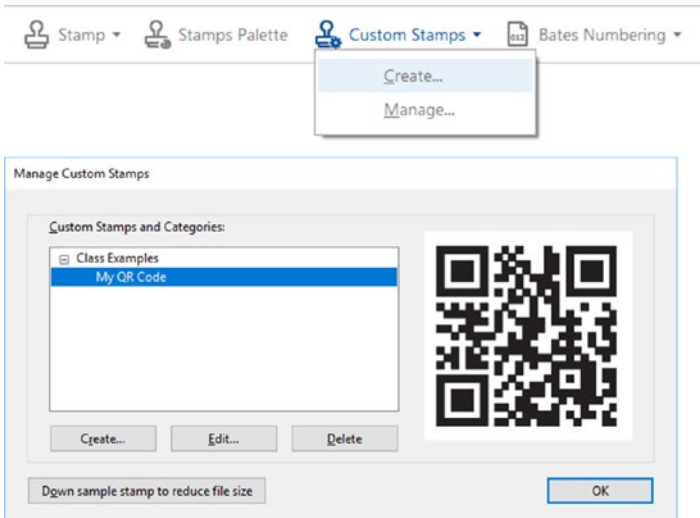 Stamp Stamps Palette Custom Stamps 012 Bates Numbering
Create...
Manage...
Manage Custom Stamps
Custom Stamps and Categories:
Class Examples
My QR Code
Create... Edit... Delete
Down sample stamp to reduce file size OK